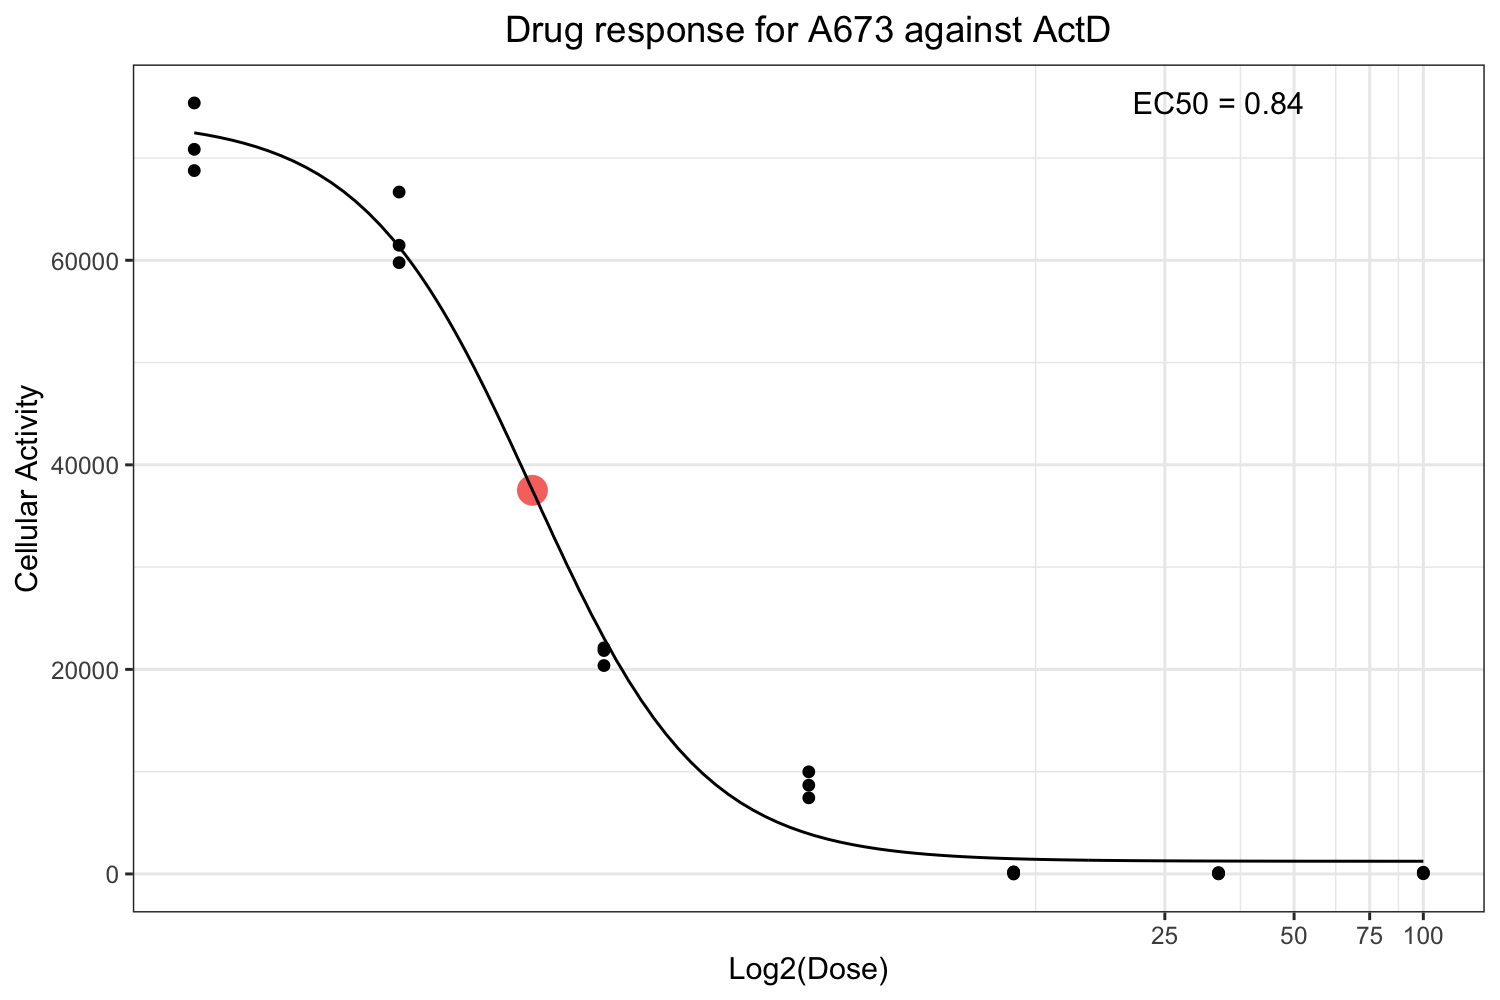 Drug response for A673 against ActD
EC50 = 0.84
Cellular Activity
60000
40000
20000
0
25 50 75 100
Log2(Dose)